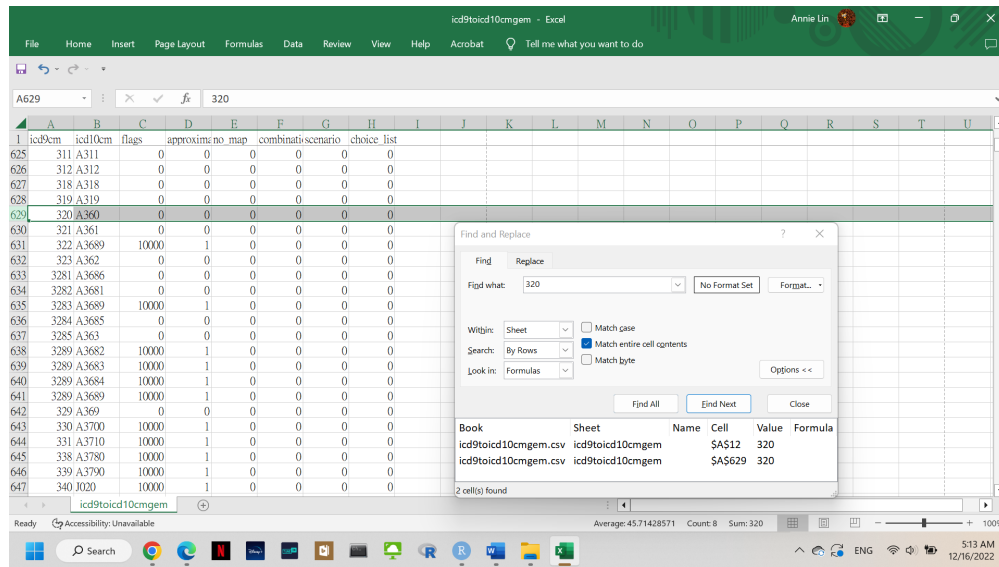 icd9toicd10cmgem - Excel
Annie Lin
File Home Insert Page Layout Formulas Data Review View Help Acrobat Tell me what you want to do
A629 fx 320
A B C D E F G H I J K L M N O P Q R S T U
1 icd9cm icd10cm flags approxima no_map combinati scenario choice_list
625 311 A311 0 0 0 0 0 0
626 312 A312 0 0 0 0 0 0
627 318 A318 0 0 0 0 0 0
628 319 A319 0 0 0 0 0 0
629 320 A360 0 0 0 0 0 0
630 321 A361 0 0 0 0 0 0
631 322 A3689 10000 1 0 0 0 0
632 323 A362 0 0 0 0 0 0
633 3281 A3686 0 0 0 0 0 0
634 3282 A3681 0 0 0 0 0 0
635 3283 A3689 10000 1 0 0 0 0
636 3284 A3685 0 0 0 0 0 0
637 3285 A363 0 0 0 0 0 0
638 3289 A3682 10000 1 0 0 0 0
639 3289 A3683 10000 1 0 0 0 0
640 3289 A3684 10000 1 0 0 0 0
641 3289 A3689 10000 1 0 0 0 0
642 329 A369 0 0 0 0 0 0
643 330 A3700 10000 1 0 0 0 0
644 331 A3710 10000 1 0 0 0 0
645 338 A3780 10000 1 0 0 0 0
646 339 A3790 10000 1 0 0 0 0
647 340 J020 10000 1 0 0 0 0
Find and Replace ?
Find Replace
Find what: 320 No Format Set Format...
Within: Sheet Match case
Search: By Rows Match entire cell contents
Look in: Formulas Match byte
Options <<
Find All Find Next Close
Book Sheet Name Cell Value Formula
icd9toicd10cmgem.csv icd9toicd10cmgem $A$12 320
icd9toicd10cmgem.csv icd9toicd10cmgem $A$629 320
2 cell(s) found
icd9toicd10cmgem
Ready Accessibility: Unavailable Average: 45.71428571 Count: 8 Sum: 320 100%
Search ENG 5:13 AM
12/16/2022